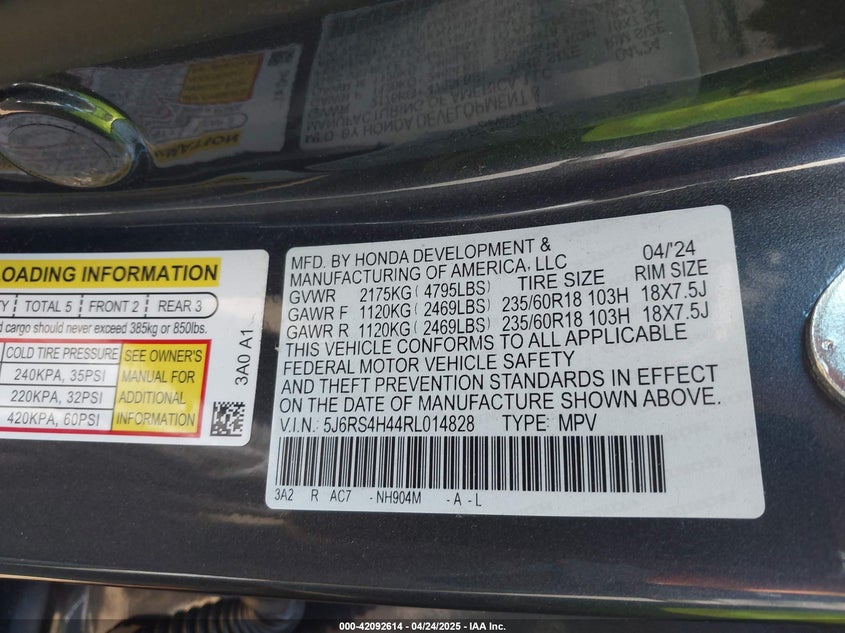 LOADING INFORMATION
TOTAL 5 FRONT 2 REAR 3
cargo should never exceed 385kg or 850lbs.
COLD TIRE PRESSURE SEE OWNER'S
240KPA, 35PSI MANUAL FOR
220KPA, 32PSI ADDITIONAL
420KPA, 60PSI INFORMATION
3A0 A1
MFD. BY HONDA DEVELOPMENT & 04/'24
MANUFACTURING OF AMERICA, LLC
GVWR 2175KG ( 4795LBS) TIRE SIZE RIM SIZE
GAWR F 1120KG ( 2469LBS) 235/60R18 103H 18X7.5J
GAWR R 1120KG ( 2469LBS) 235/60R18 103H 18X7.5J
THIS VEHICLE CONFORMS TO ALL APPLICABLE
FEDERAL MOTOR VEHICLE SAFETY
AND THEFT PREVENTION STANDARDS IN EFFECT
ON THE DATE OF MANUFACTURE SHOWN ABOVE.
V.I.N.: 5J6RS4H44RL014828 TYPE: MPV
3A2 R AC7 - NH904M - A - L
000-42092614 - 04/24/2025 - IAA Inc.